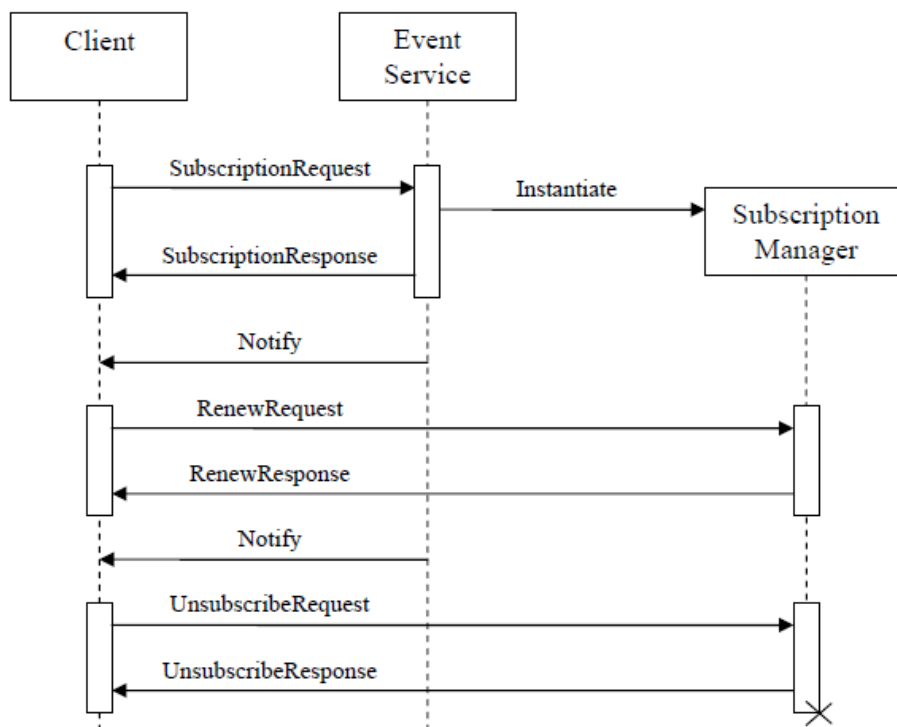 Client
Event
Service
SubscriptionRequest
Instantiate
Subscription
Manager
SubscriptionResponse
Notify
RenewRequest
RenewResponse
Notify
UnsubscribeRequest
UnsubscribeResponse